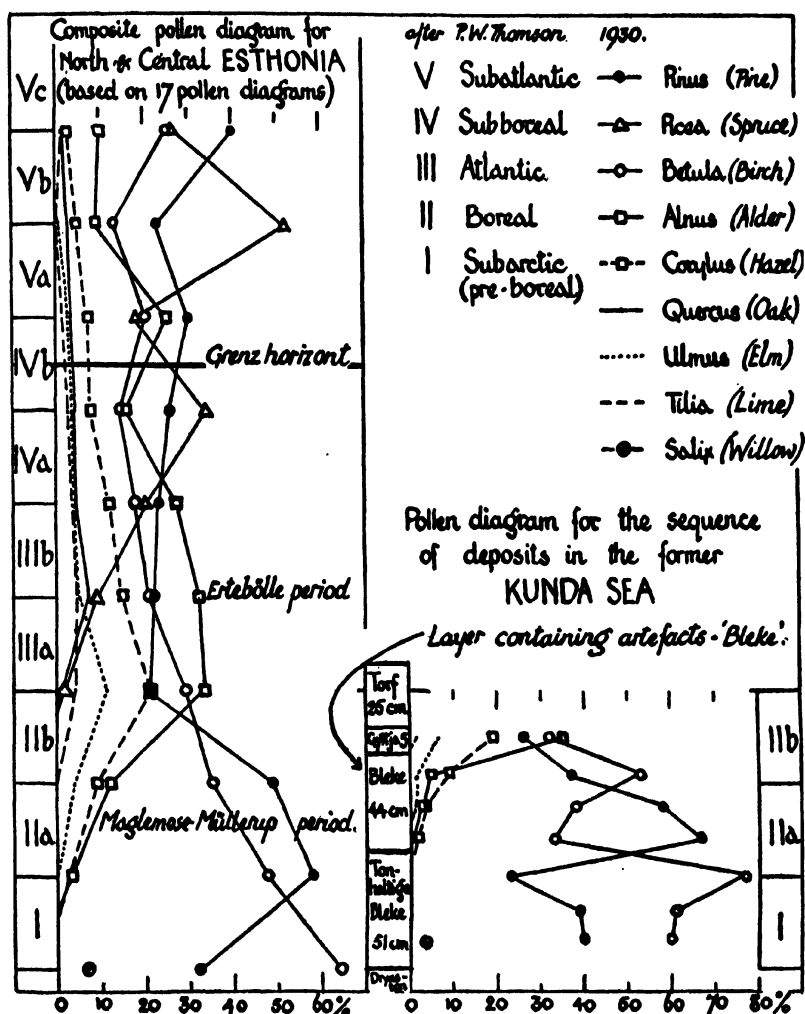 Composite pollen diagram for
North & Central ESTHONIA
(based on 17 pollen diagrams)
Vc
Vb
Va
IVb
IVa
IIIb
IIIa
IIb
IIa
I
Grenz horizont
Ertebölle period
Maglemose-Mülterup period.
0 10 20 30 40 50 60%
after P.W. Thomson 1930.
V Subatlantic
IV Subboreal
III Atlantic
II Boreal
I Subarctic
(pre-boreal)
Pinus (Pine)
Picea (Spruce)
Betula (Birch)
Alnus (Alder)
Corylus (Hazel)
Quercus (Oak)
Ulmus (Elm)
Tilia (Lime)
Salix (Willow)
Pollen diagram for the sequence
of deposits in the former
KUNDA SEA
Layer containing artefacts - 'Bleke'.
Torf
25 cm
Bleke
44 cm
Ton-
haltige
Bleke
51 cm
IIb
IIa
I
0 10 20 30 40 50 60 70 80 %